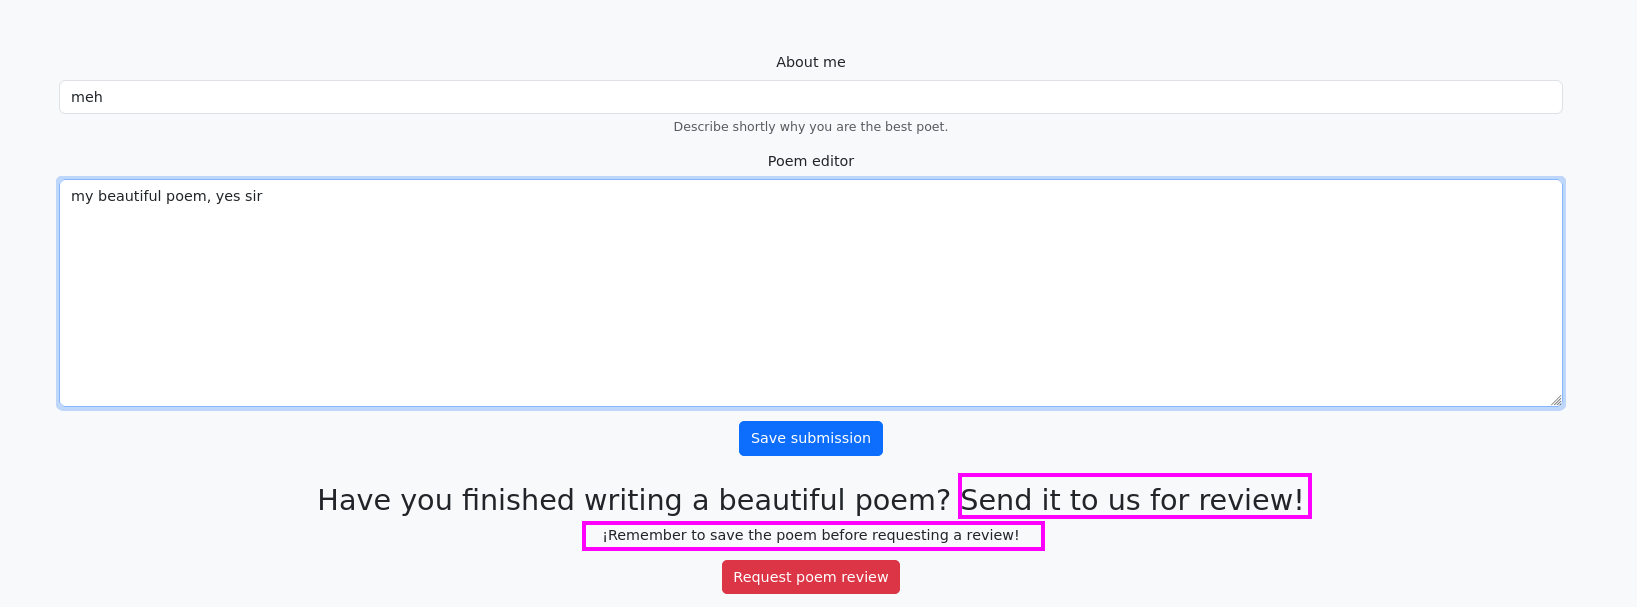 About me
meh
Describe shortly why you are the best poet.
Poem editor
my beautiful poem, yes sir
Save submission
Have you finished writing a beautiful poem? Send it to us for review!
¡Remember to save the poem before requesting a review!
Request poem review